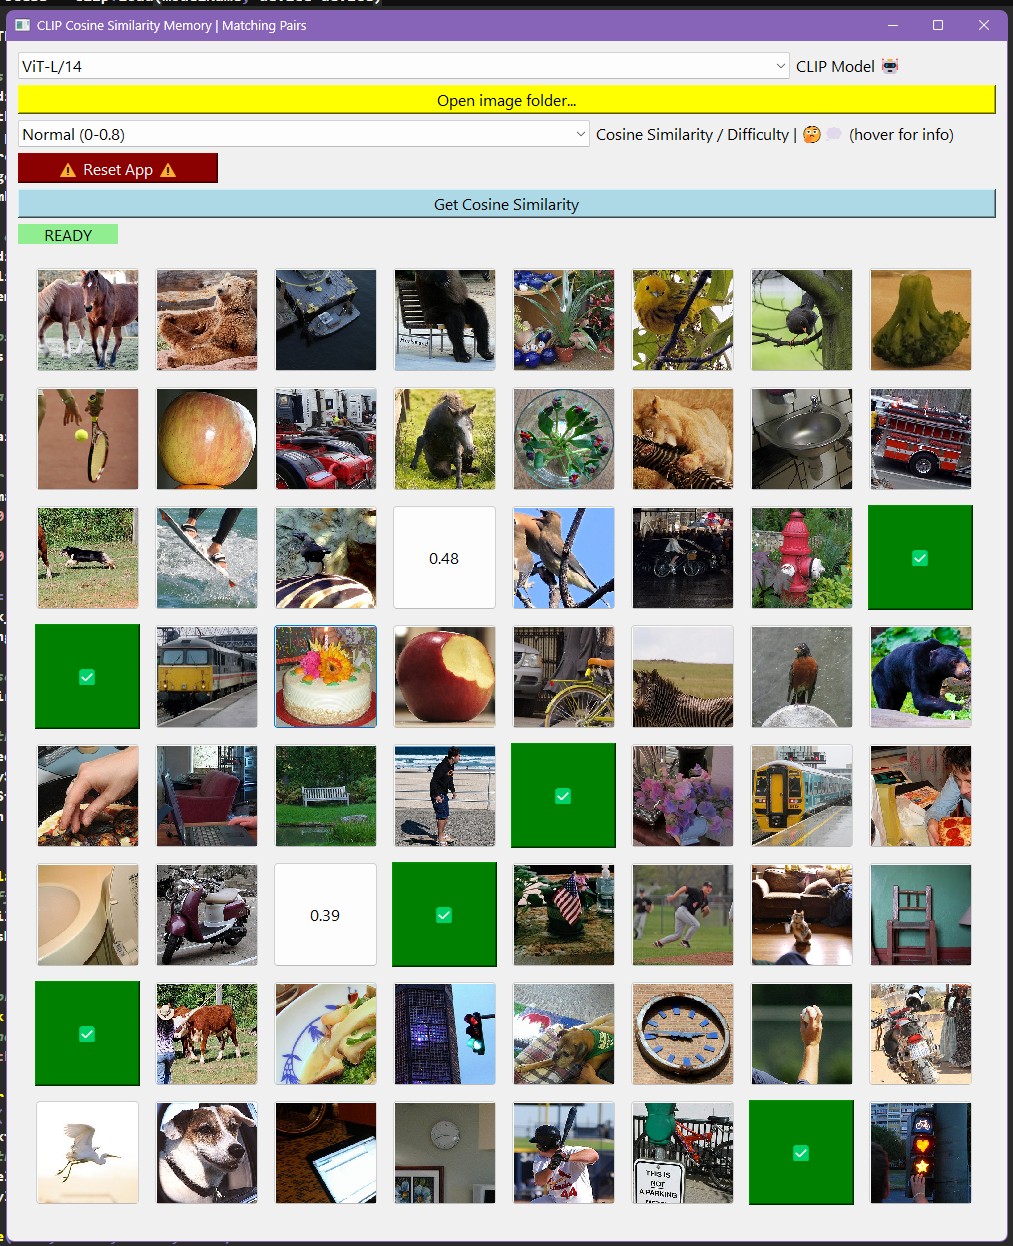 CLIP Cosine Similarity Memory | Matching Pairs
ViT-L/14
CLIP Model 🤖
Open image folder...
Normal (0-0.8)
Cosine Similarity / Difficulty | 🤔💭 (hover for info)
⚠ Reset App ⚠
Get Cosine Similarity
READY
0.48
0.39
44
THIS IS
NOT
A PARKING